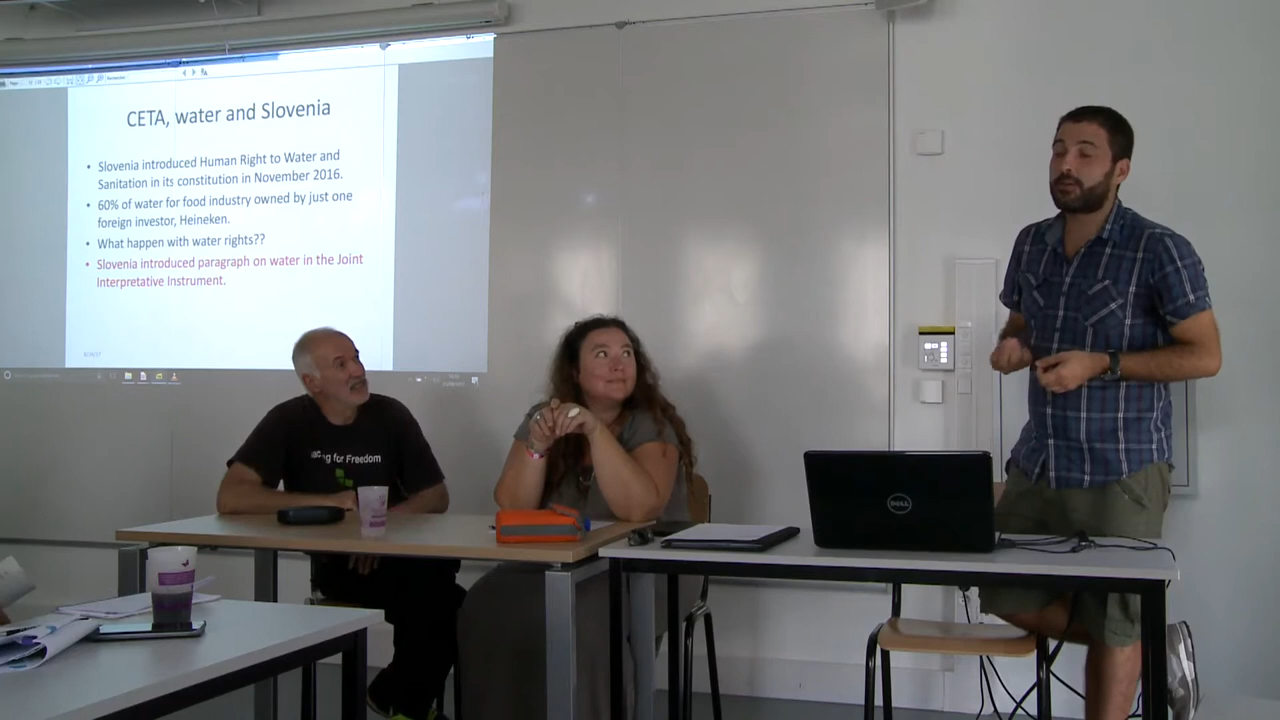 CETA, water and Slovenia
• Slovenia introduced Human Right to Water and
Sanitation in its constitution in November 2016.
• 60% of water for food industry owned by just one
foreign investor, Heineken.
• What happen with water rights??
• Slovenia introduced paragraph on water in the Joint
Interpretative Instrument.
ng for Freedom
DELL